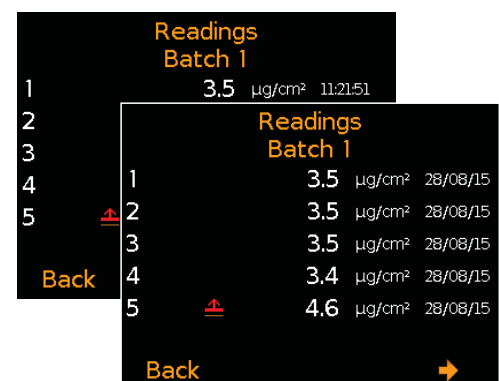 Readings
Batch 1
1 3.5 µg/cm² 11:21:51
2
3
4
5
Back
Readings
Batch 1
1 3.5 µg/cm² 28/08/15
2 3.5 µg/cm² 28/08/15
3 3.5 µg/cm² 28/08/15
4 3.4 µg/cm² 28/08/15
5 4.6 µg/cm² 28/08/15
Back